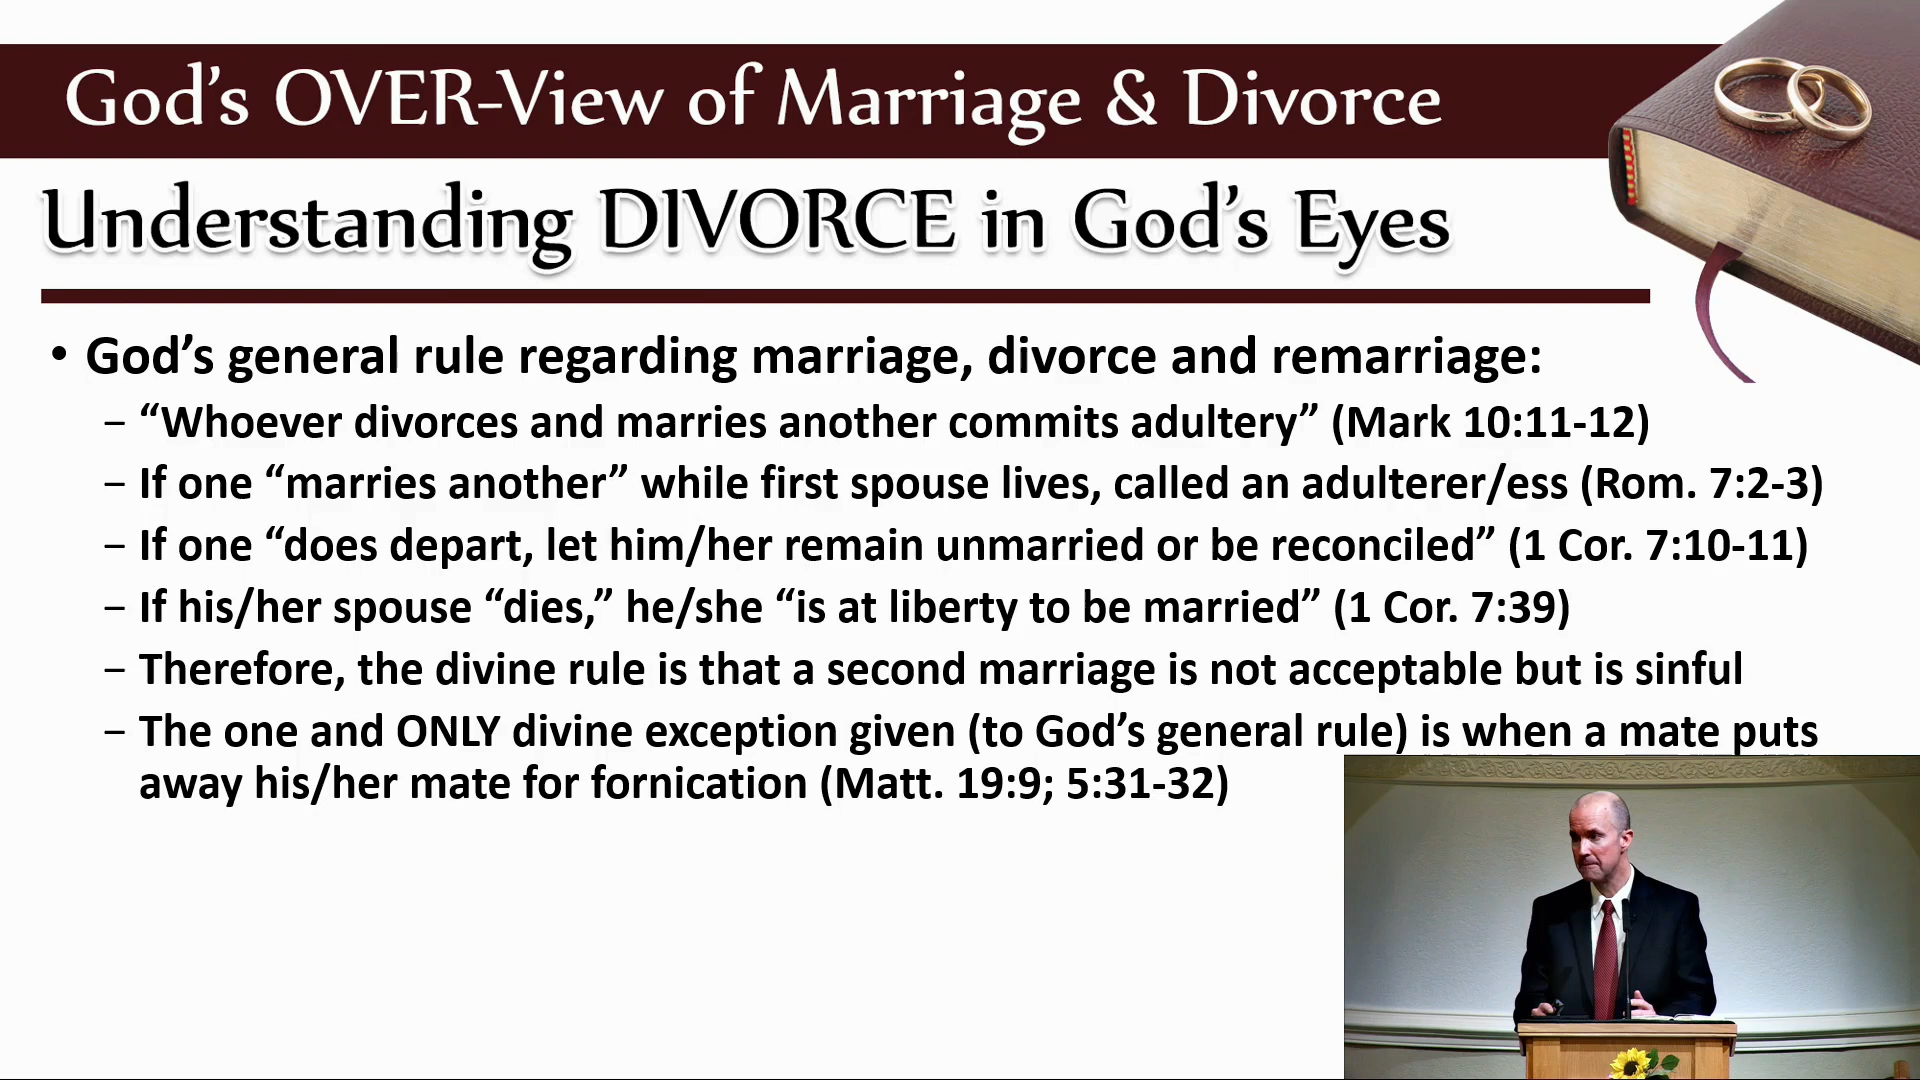 God’s OVER-View of Marriage & Divorce
Understanding DIVORCE in God’s Eyes
• God’s general rule regarding marriage, divorce and remarriage:
– “Whoever divorces and marries another commits adultery” (Mark 10:11-12)
– If one “marries another” while first spouse lives, called an adulterer/ess (Rom. 7:2-3)
– If one “does depart, let him/her remain unmarried or be reconciled” (1 Cor. 7:10-11)
– If his/her spouse “dies,” he/she “is at liberty to be married” (1 Cor. 7:39)
– Therefore, the divine rule is that a second marriage is not acceptable but is sinful
– The one and ONLY divine exception given (to God’s general rule) is when a mate puts
away his/her mate for fornication (Matt. 19:9; 5:31-32)